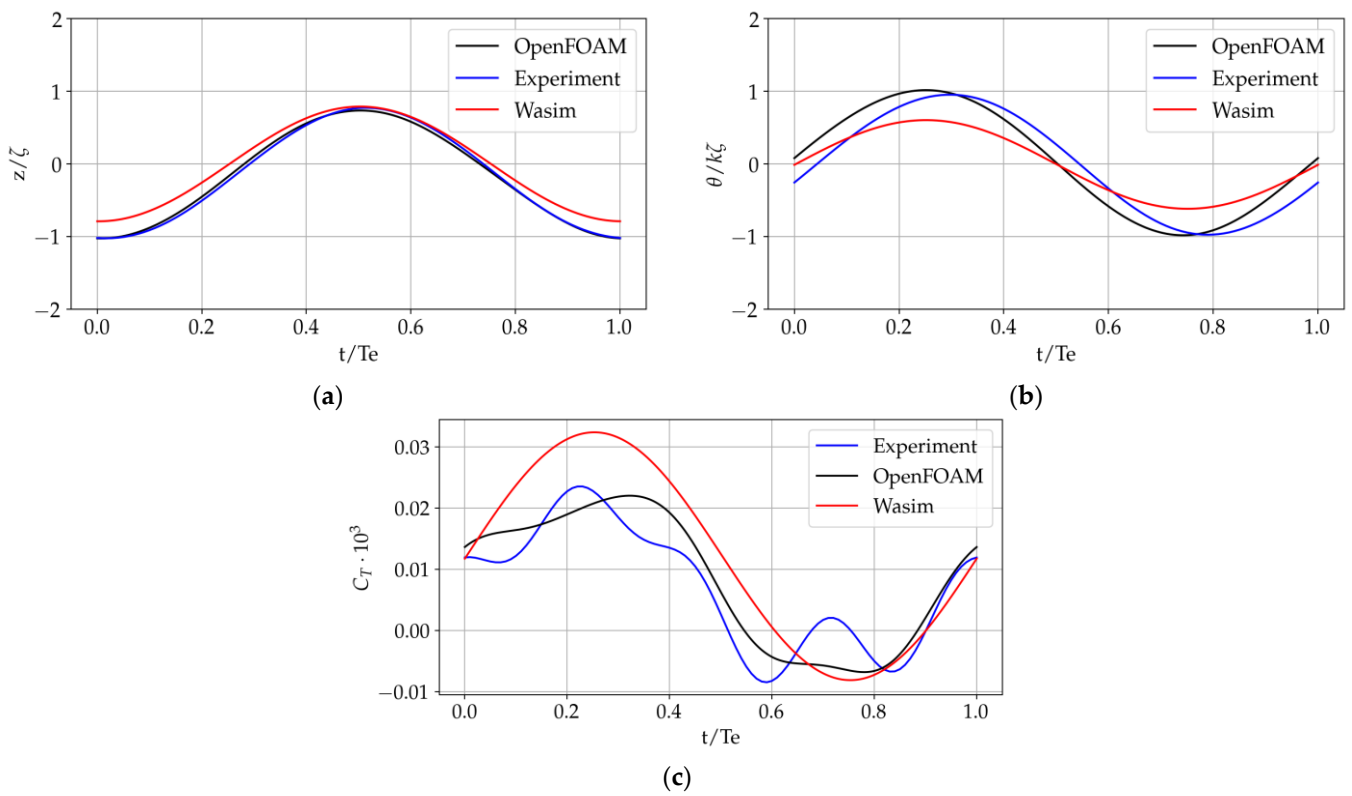 2
1
0
−1
−2
z/ζ
OpenFOAM
Experiment
Wasim
0.0 0.2 0.4 0.6 0.8 1.0
t/Te
(a)
2
1
0
−1
−2
θ/kζ
OpenFOAM
Experiment
Wasim
0.0 0.2 0.4 0.6 0.8 1.0
t/Te
(b)
0.03
0.02
0.01
0.00
−0.01
C_T · 10³
Experiment
OpenFOAM
Wasim
0.0 0.2 0.4 0.6 0.8 1.0
t/Te
(c)